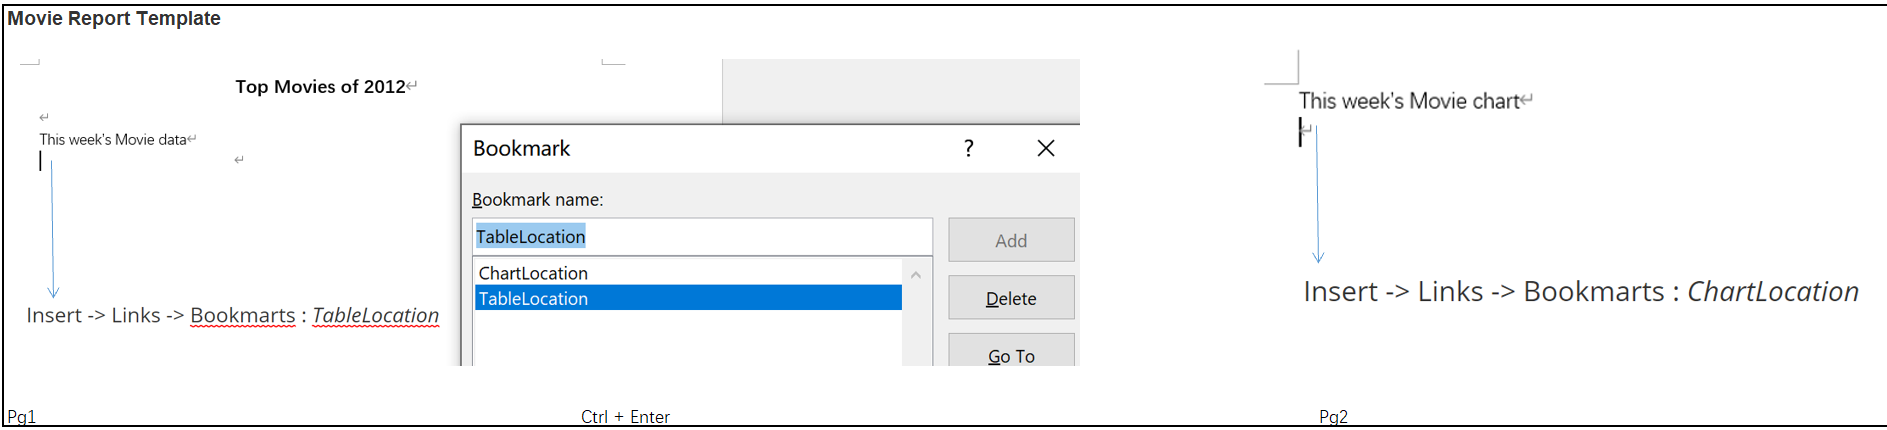 Movie Report Template
Top Movies of 2012
This week's Movie data
Insert -> Links -> Bookmarts : TableLocation
Bookmark
?
Bookmark name:
TableLocation
Add
ChartLocation
TableLocation
Delete
Go To
This week's Movie chart
Insert -> Links -> Bookmarts : ChartLocation
Pg1
Ctrl + Enter
Pg2